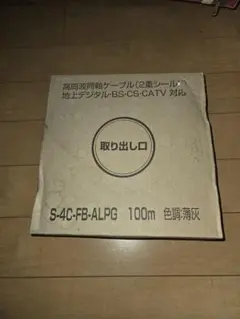 高周波同軸ケーブル(2重シールド)
地上デジタル・BS・CS・CATV 対応
取り出し口
S-4C-FB-ALPG 100m 色調:薄灰